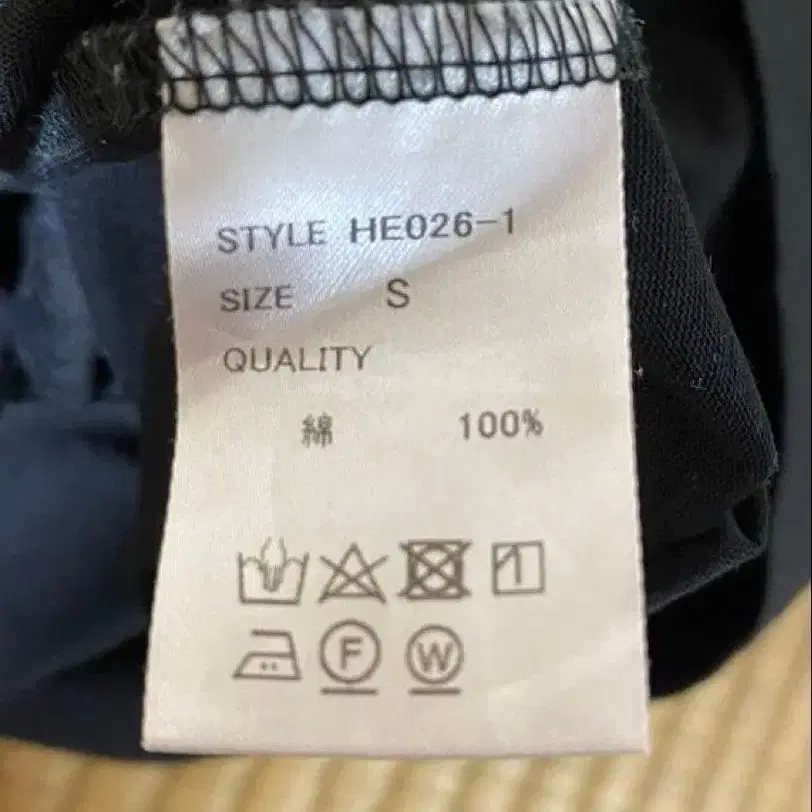 STYLE HE026-1
SIZE S
QUALITY
綿 100%
F W